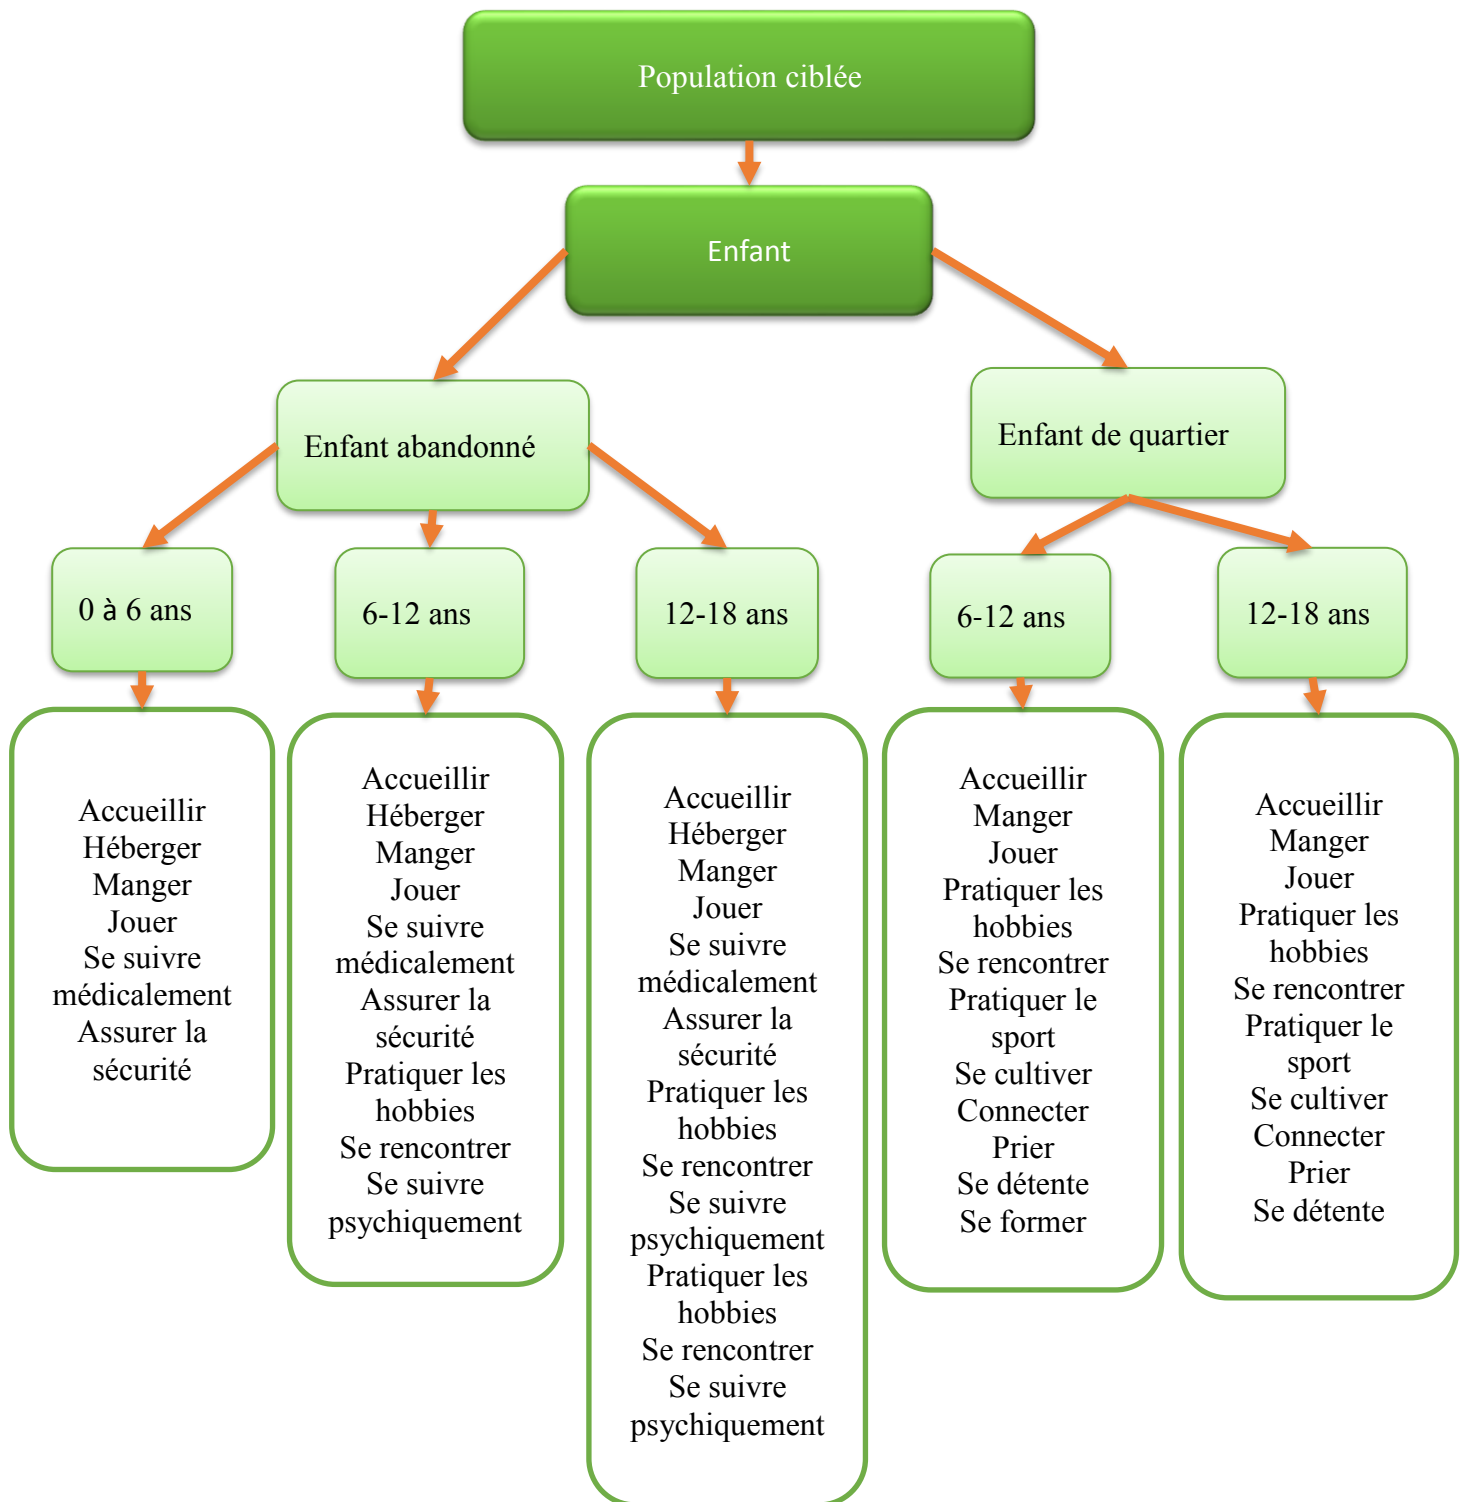 Population ciblée
Enfant
Enfant abandonné
Enfant de quartier
0 à 6 ans
6-12 ans
12-18 ans
6-12 ans
12-18 ans
Accueillir
Héberger
Manger
Jouer
Se suivre
médicalement
Assurer la
sécurité
Accueillir
Héberger
Manger
Jouer
Se suivre
médicalement
Assurer la
sécurité
Pratiquer les
hobbies
Se rencontrer
Se suivre
psychiquement
Accueillir
Héberger
Manger
Jouer
Se suivre
médicalement
Assurer la
sécurité
Pratiquer les
hobbies
Se rencontrer
Se suivre
psychiquement
Pratiquer les
hobbies
Se rencontrer
Se suivre
psychiquement
Accueillir
Manger
Jouer
Pratiquer les
hobbies
Se rencontrer
Pratiquer le
sport
Se cultiver
Connecter
Prier
Se détente
Se former
Accueillir
Manger
Jouer
Pratiquer les
hobbies
Se rencontrer
Pratiquer le
sport
Se cultiver
Connecter
Prier
Se détente